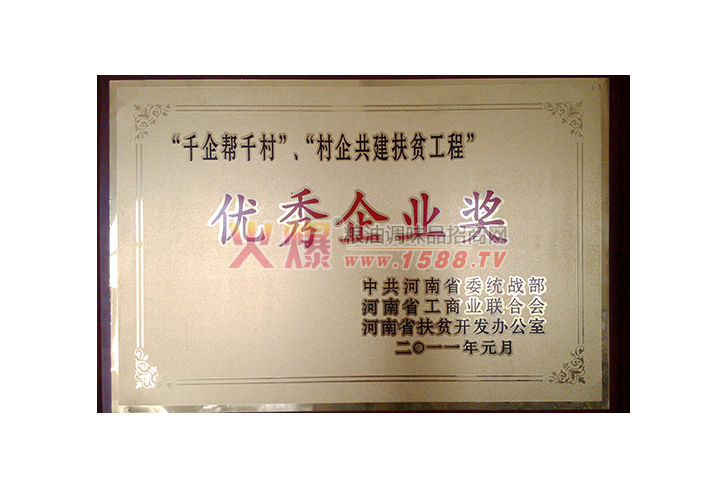 “千企帮千村”、“村企共建扶贫工程”
优秀企业奖
火爆粮油调味品招商网
www.1588.TV
中共河南省委统战部
河南省工商业联合会
河南省扶贫开发办公室
二〇一一年元月